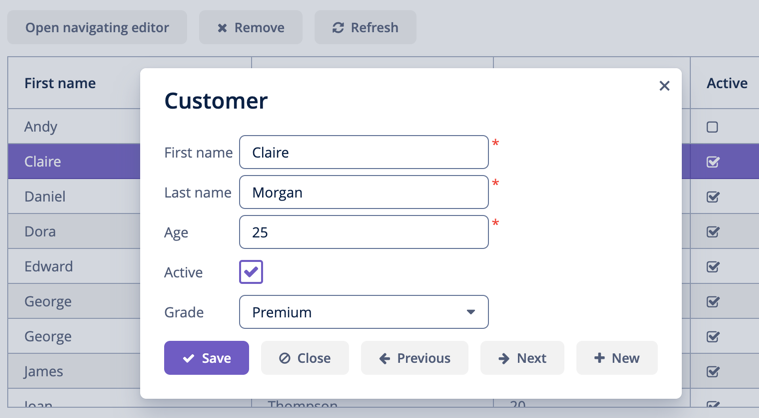 Open navigating editor Remove Refresh
First name Active
Customer
Andy
First name Claire *
Claire
Last name Morgan *
Daniel
Age 25 *
Dora
Edward
Active
George
Grade Premium
George
Save Close Previous Next New
James
Joan Thompson 20